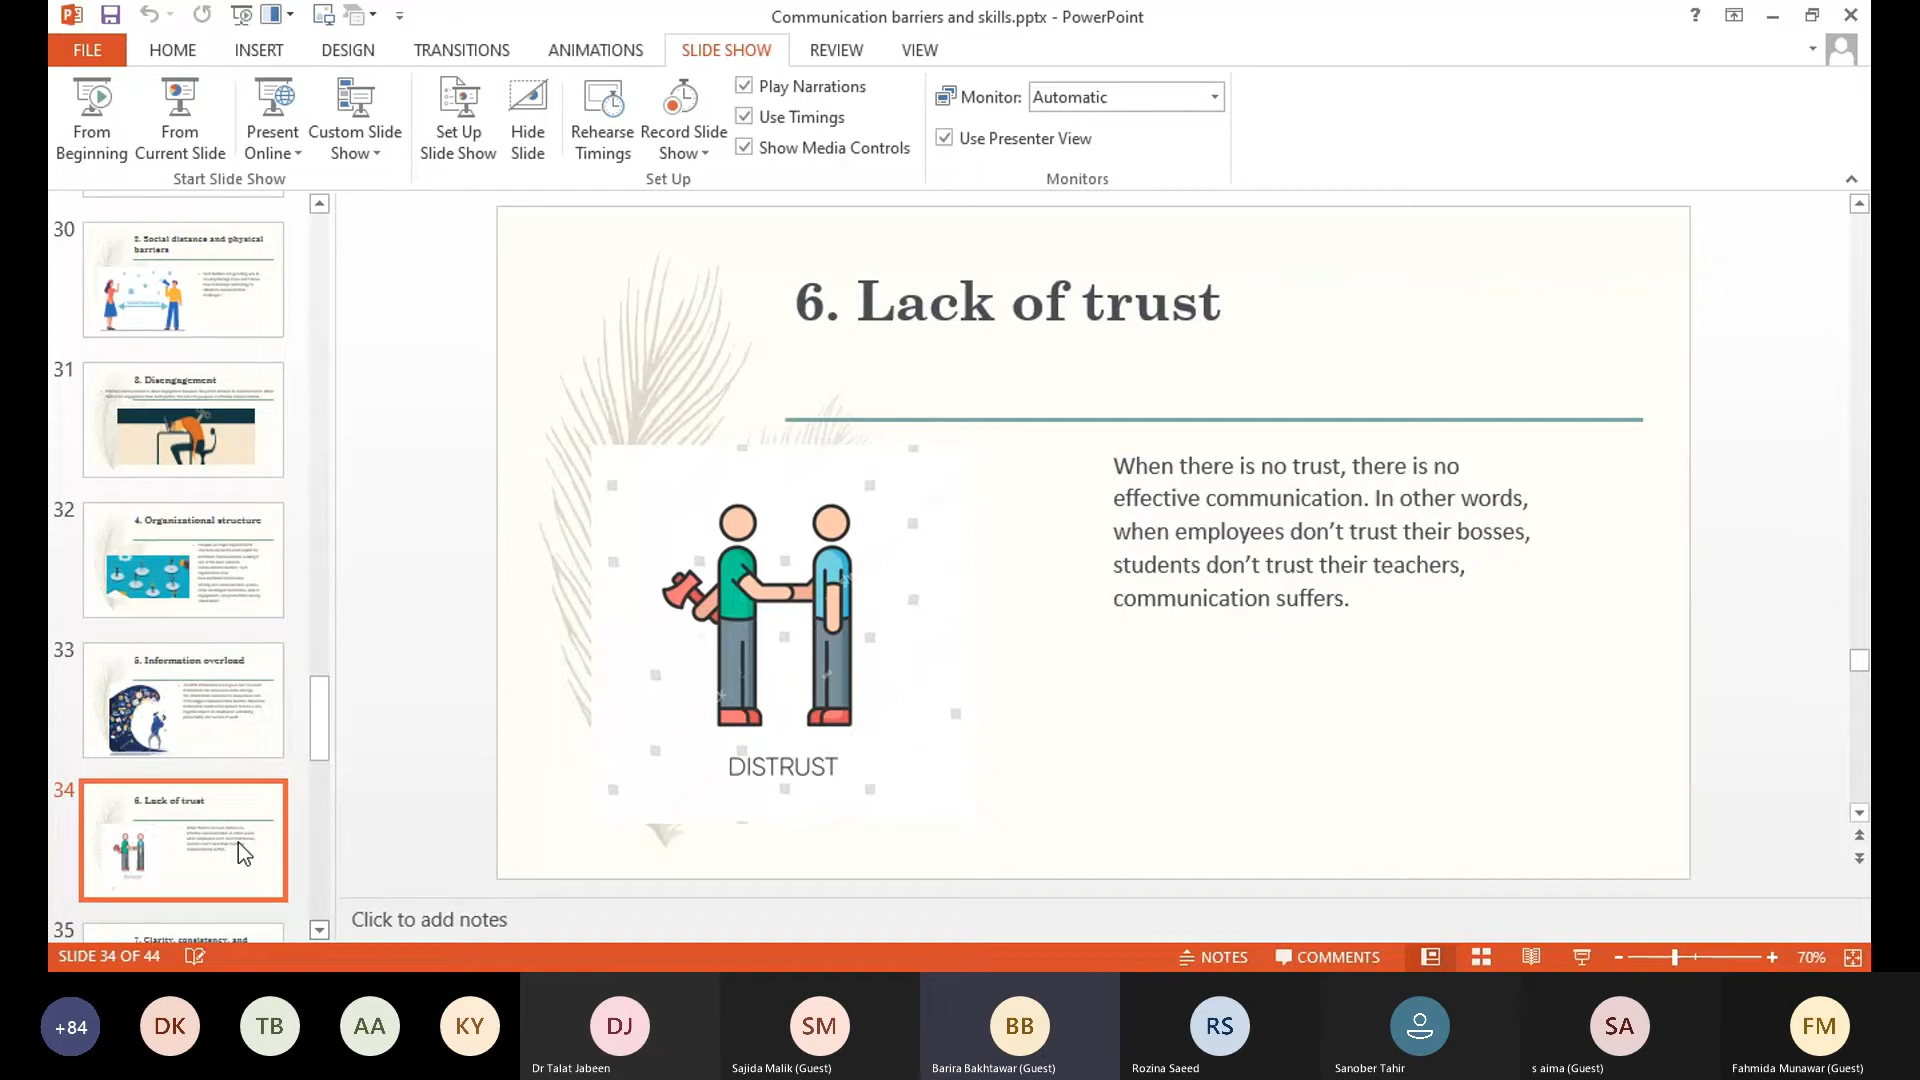 Communication barriers and skills.pptx - PowerPoint
?
FILE
HOME
INSERT
DESIGN
TRANSITIONS
ANIMATIONS
SLIDE SHOW
REVIEW
VIEW
From
Beginning
From
Current Slide
Present
Online
Custom Slide
Show
Set Up
Slide Show
Hide
Slide
Rehearse
Timings
Record Slide
Show
Play Narrations
Use Timings
Show Media Controls
Monitor: Automatic
Use Presenter View
Start Slide Show
Set Up
Monitors
30
2. Social distance and physical
barriers
31
3. Disengagement
32
4. Organizational structure
33
5. Information overload
34
6. Lack of trust
35
7. Clarity, consistency, and
6. Lack of trust
When there is no trust, there is no
effective communication. In other words,
when employees don’t trust their bosses,
students don’t trust their teachers,
communication suffers.
DISTRUST
Click to add notes
SLIDE 34 OF 44
NOTES
COMMENTS
70%
+84
DK
TB
AA
KY
DJ
SM
BB
RS
SA
FM
Dr Talat Jabeen
Sajida Malik (Guest)
Barira Bakhtawar (Guest)
Rozina Saeed
Sanober Tahir
s aima (Guest)
Fahmida Munawar (Guest)